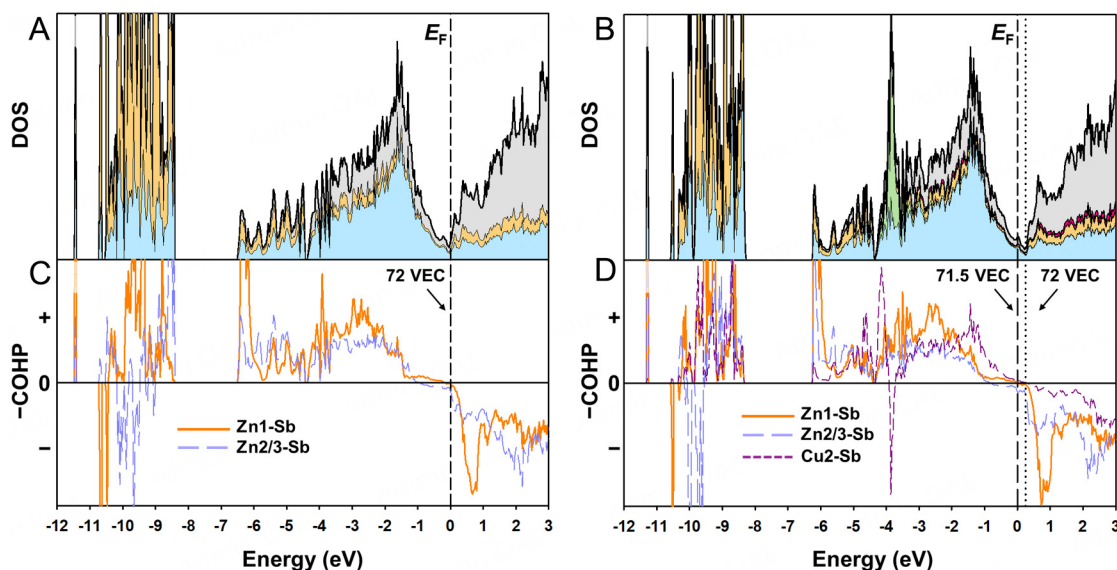 A
E_F
DOS
B
E_F
DOS
C
72 VEC
+
0
−
−COHP
Zn1-Sb
Zn2/3-Sb
D
71.5 VEC
72 VEC
+
0
−
−COHP
Zn1-Sb
Zn2/3-Sb
Cu2-Sb
-12 -11 -10 -9 -8 -7 -6 -5 -4 -3 -2 -1 0 1 2 3
Energy (eV)
-12 -11 -10 -9 -8 -7 -6 -5 -4 -3 -2 -1 0 1 2 3
Energy (eV)